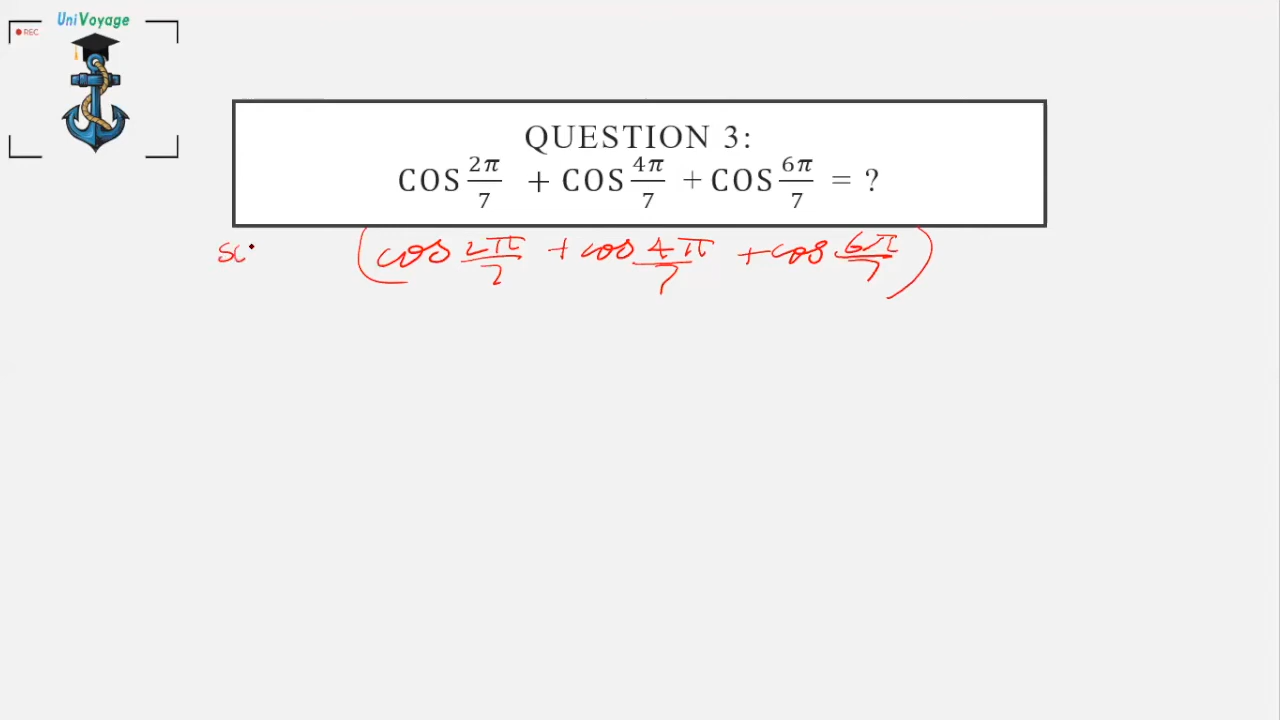 UniVoyage
REC
QUESTION 3:
COS 2π/7 + COS 4π/7 + COS 6π/7 = ?
(cos 2π/7 + cos 4π/7 + cos 6π/7)